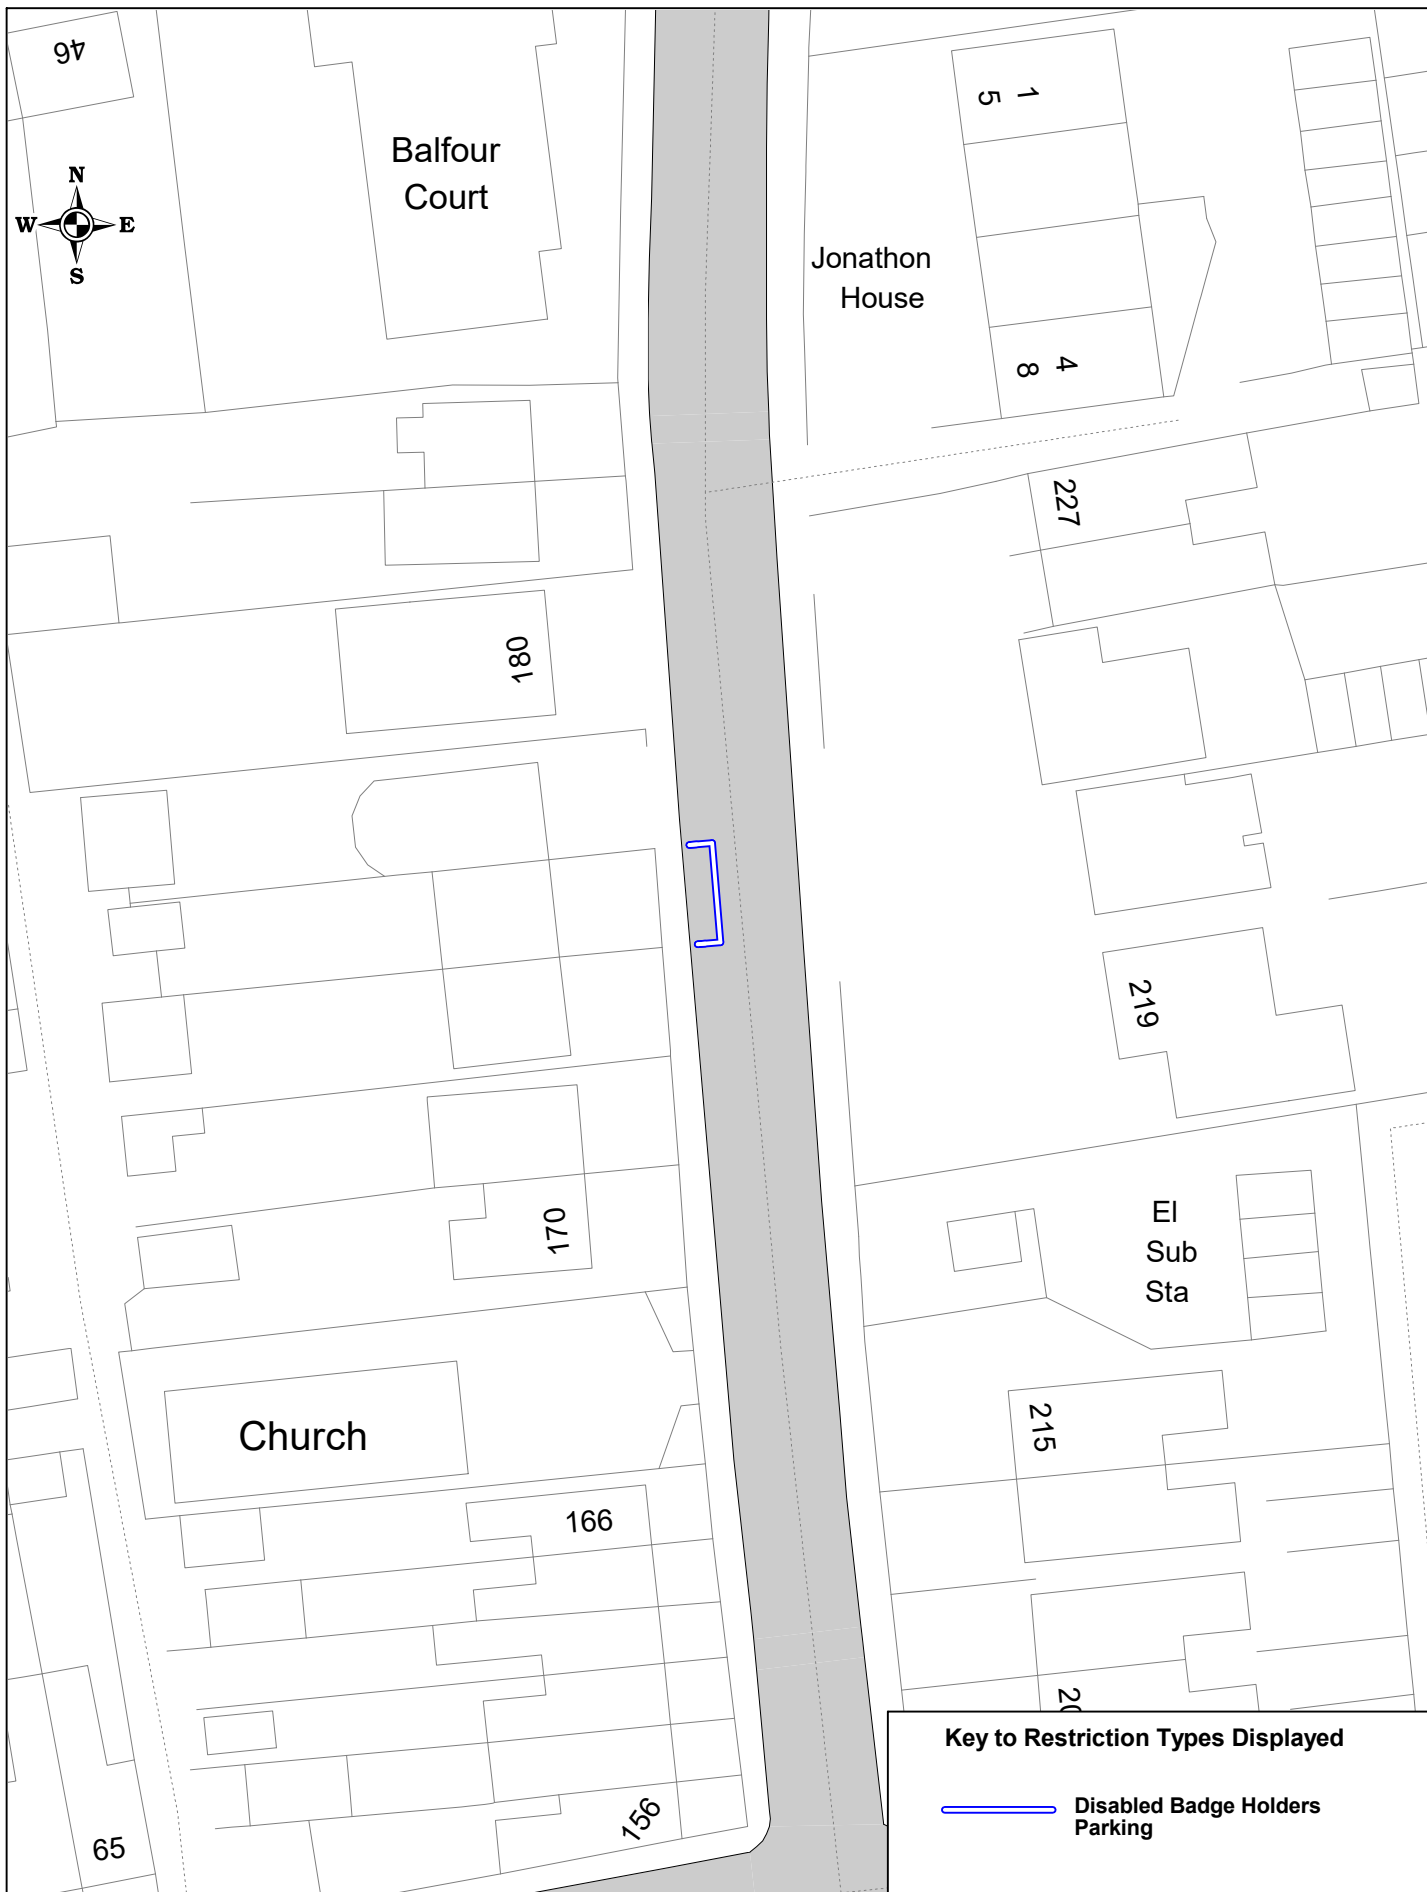 46
N
W E
S
Balfour
Court
1
5
Jonathon
House
4
8
227
180
219
170
El
Sub
Sta
215
Church
166
156
65
Key to Restriction Types Displayed
Disabled Badge Holders
Parking